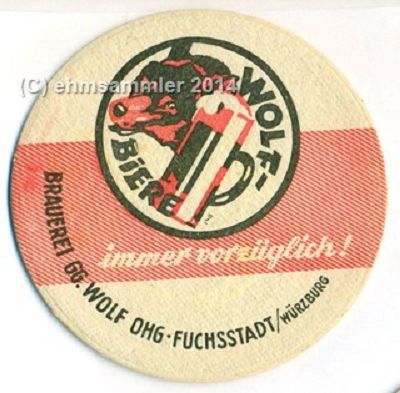 (C) ehmsammler 2014
WOLF-
BIERE
immer vorzüglich!
BRAUEREI GG. WOLF OHG · FUCHSSTADT/WÜRZBURG